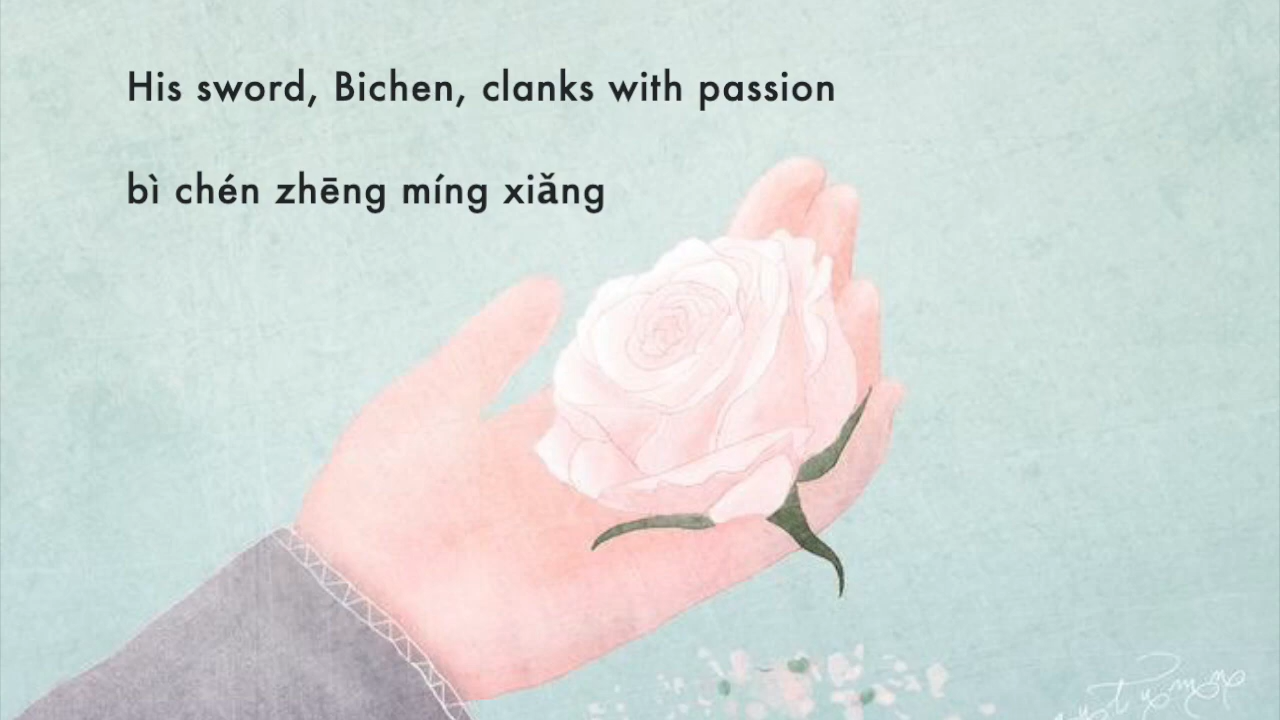 His sword, Bichen, clanks with passion
bì chén zhēng míng xiǎng